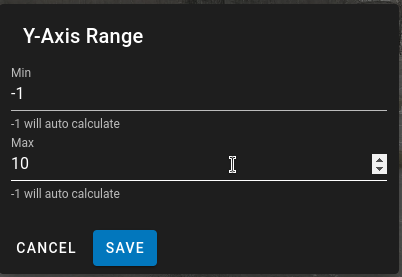 Y-Axis Range
Min
-1
-1 will auto calculate
Max
10
-1 will auto calculate
CANCEL SAVE